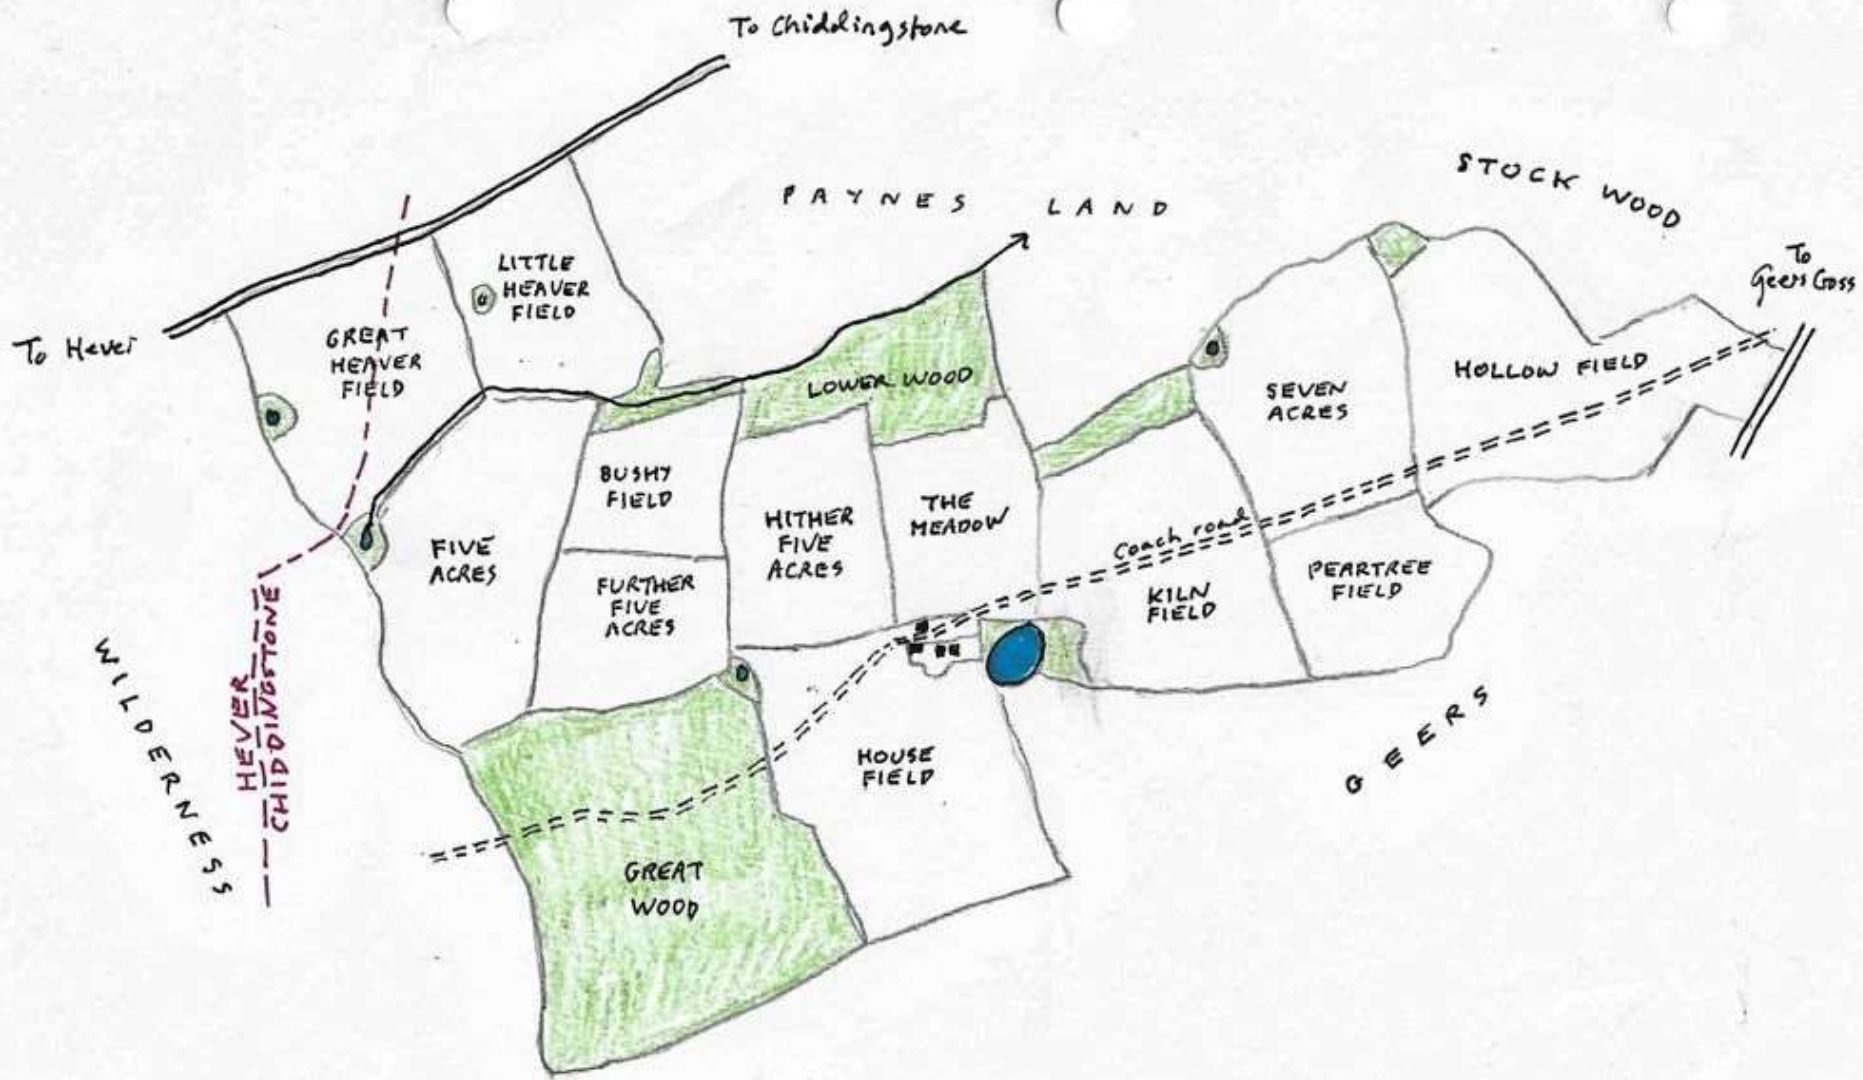 To Chiddingstone
STOCK WOOD
PAYNES LAND
To
Geers Cross
LITTLE
HEAVER
FIELD
To Hever
GREAT
HEAVER
FIELD
LOWER WOOD
HOLLOW FIELD
SEVEN
ACRES
BUSHY
FIELD
THE
MEADOW
HITHER
FIVE
ACRES
Coach road
FIVE
ACRES
FURTHER
FIVE
ACRES
KILN
FIELD
PEARTREE
FIELD
WILDERNESS
HEVER
CHIDDINGSTONE
HOUSE
FIELD
GEERS
GREAT
WOOD